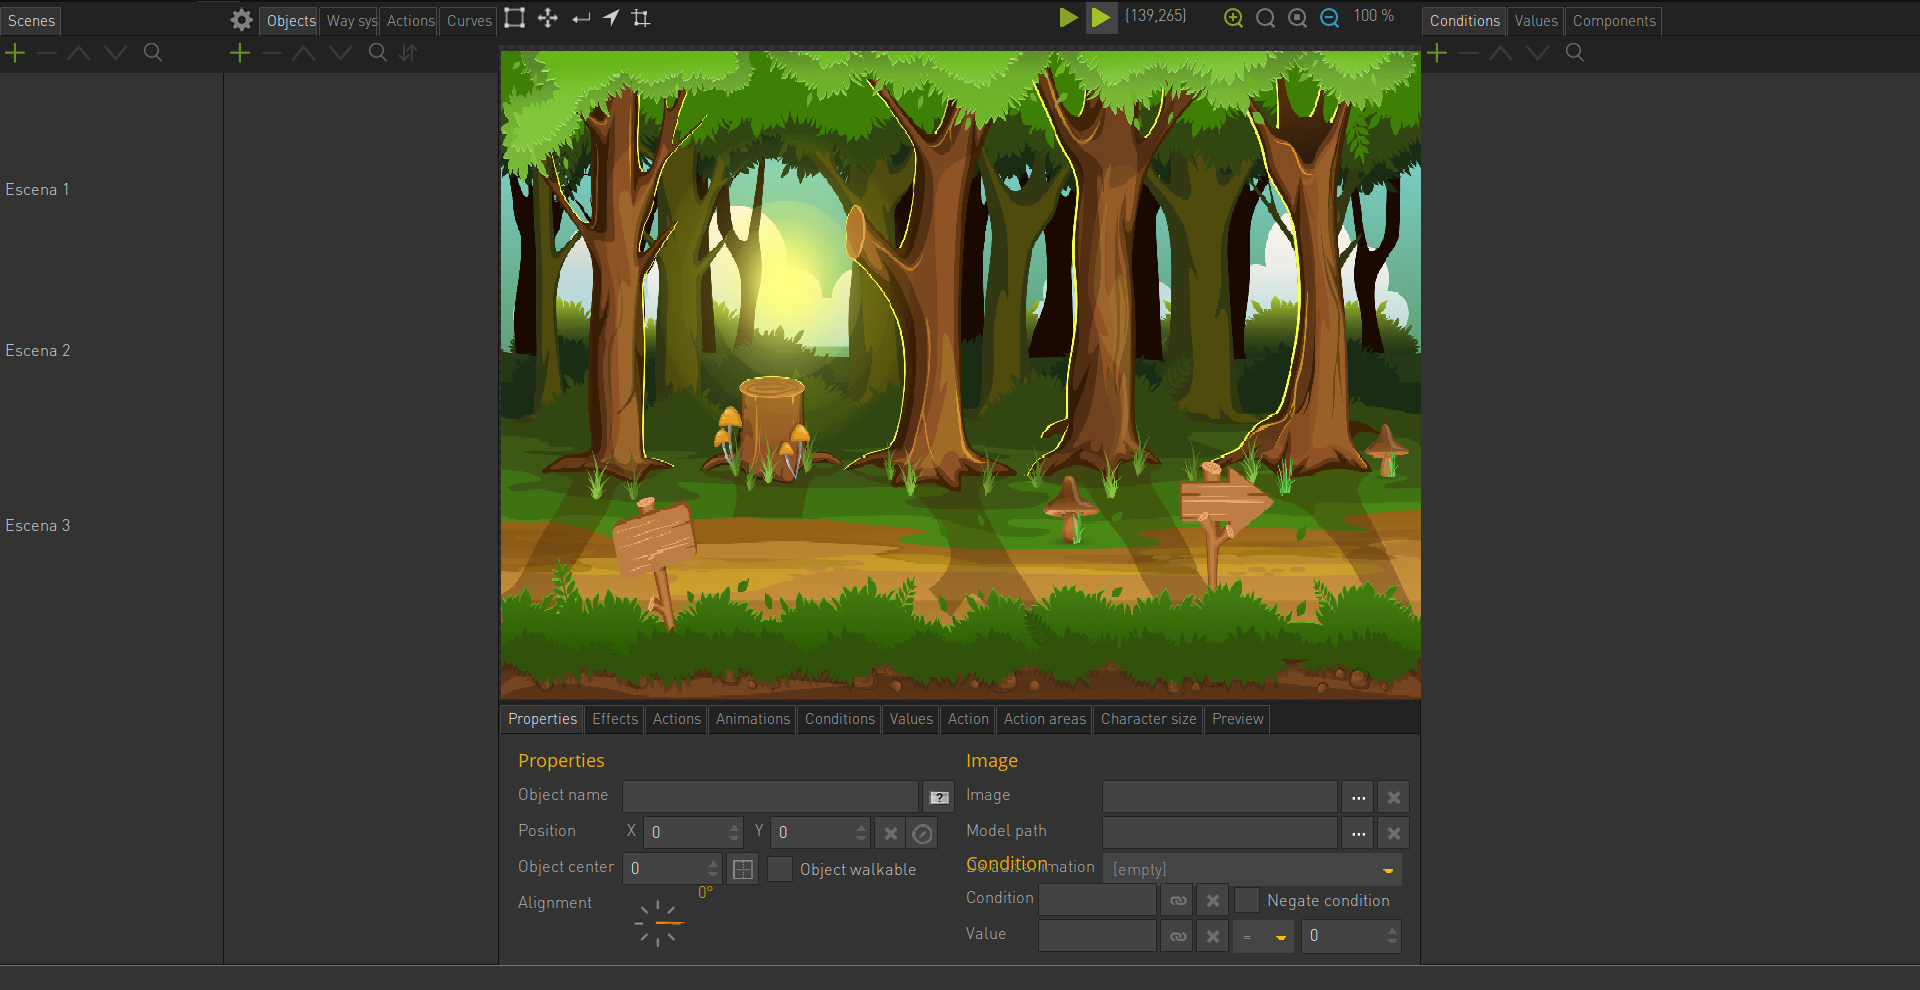 Scenes
Objects
Way sys
Actions
Curves
(139,265)
100 %
Conditions
Values
Components
Escena 1
Escena 2
Escena 3
Properties
Effects
Actions
Animations
Conditions
Values
Action
Action areas
Character size
Preview
Properties
Object name
?
Position X 0 Y 0
Object center 0 Object walkable
0°
Alignment
Image
Image ...
Model path ...
Condition
[empty]
Condition Negate condition
Value = 0